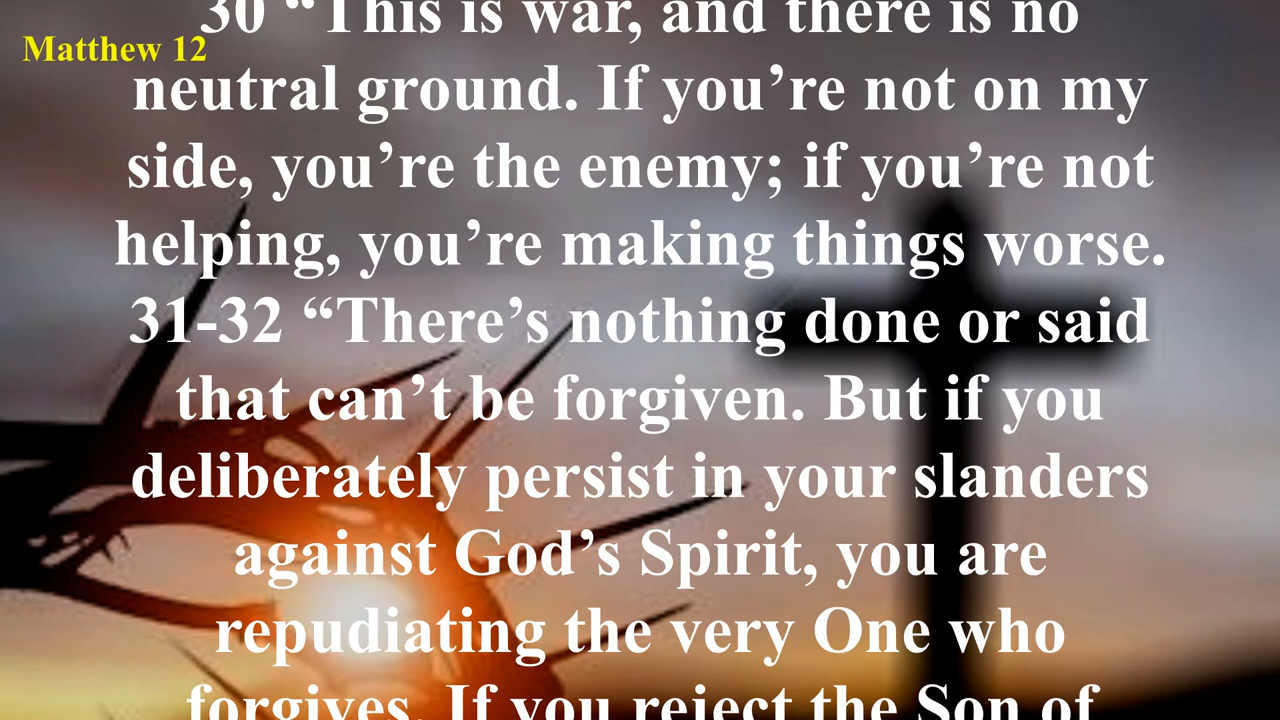 Matthew 12
30 “This is war, and there is no
neutral ground. If you’re not on my
side, you’re the enemy; if you’re not
helping, you’re making things worse.
31-32 “There’s nothing done or said
that can’t be forgiven. But if you
deliberately persist in your slanders
against God’s Spirit, you are
repudiating the very One who
forgives. If you reject the Son of